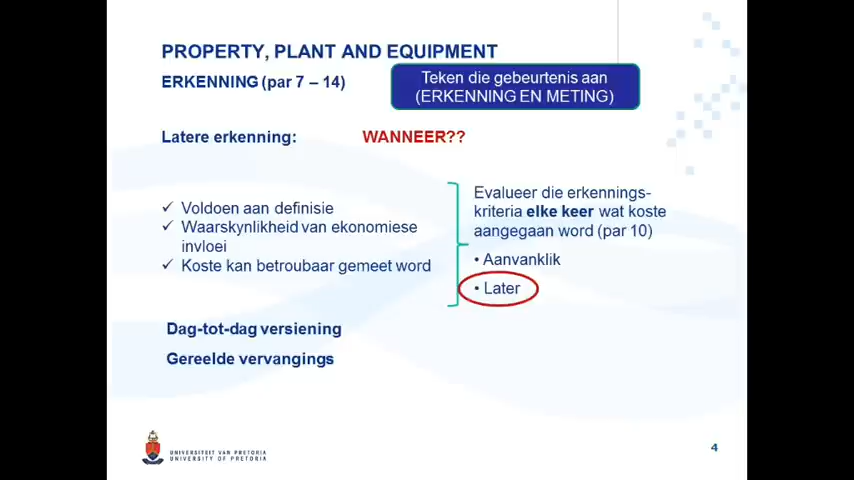 PROPERTY, PLANT AND EQUIPMENT
ERKENNING (par 7 – 14)
Teken die gebeurtenis aan
(ERKENNING EN METING)
Latere erkenning:
WANNEER??
✓ Voldoen aan definisie
✓ Waarskynlikheid van ekonomiese
invloei
✓ Koste kan betroubaar gemeet word
Evalueer die erkennings-
kriteria elke keer wat koste
aangegaan word (par 10)
• Aanvanklik
• Later
Dag-tot-dag versiening
Gereelde vervangings
UNIVERSITEIT VAN PRETORIA
UNIVERSITY OF PRETORIA
4